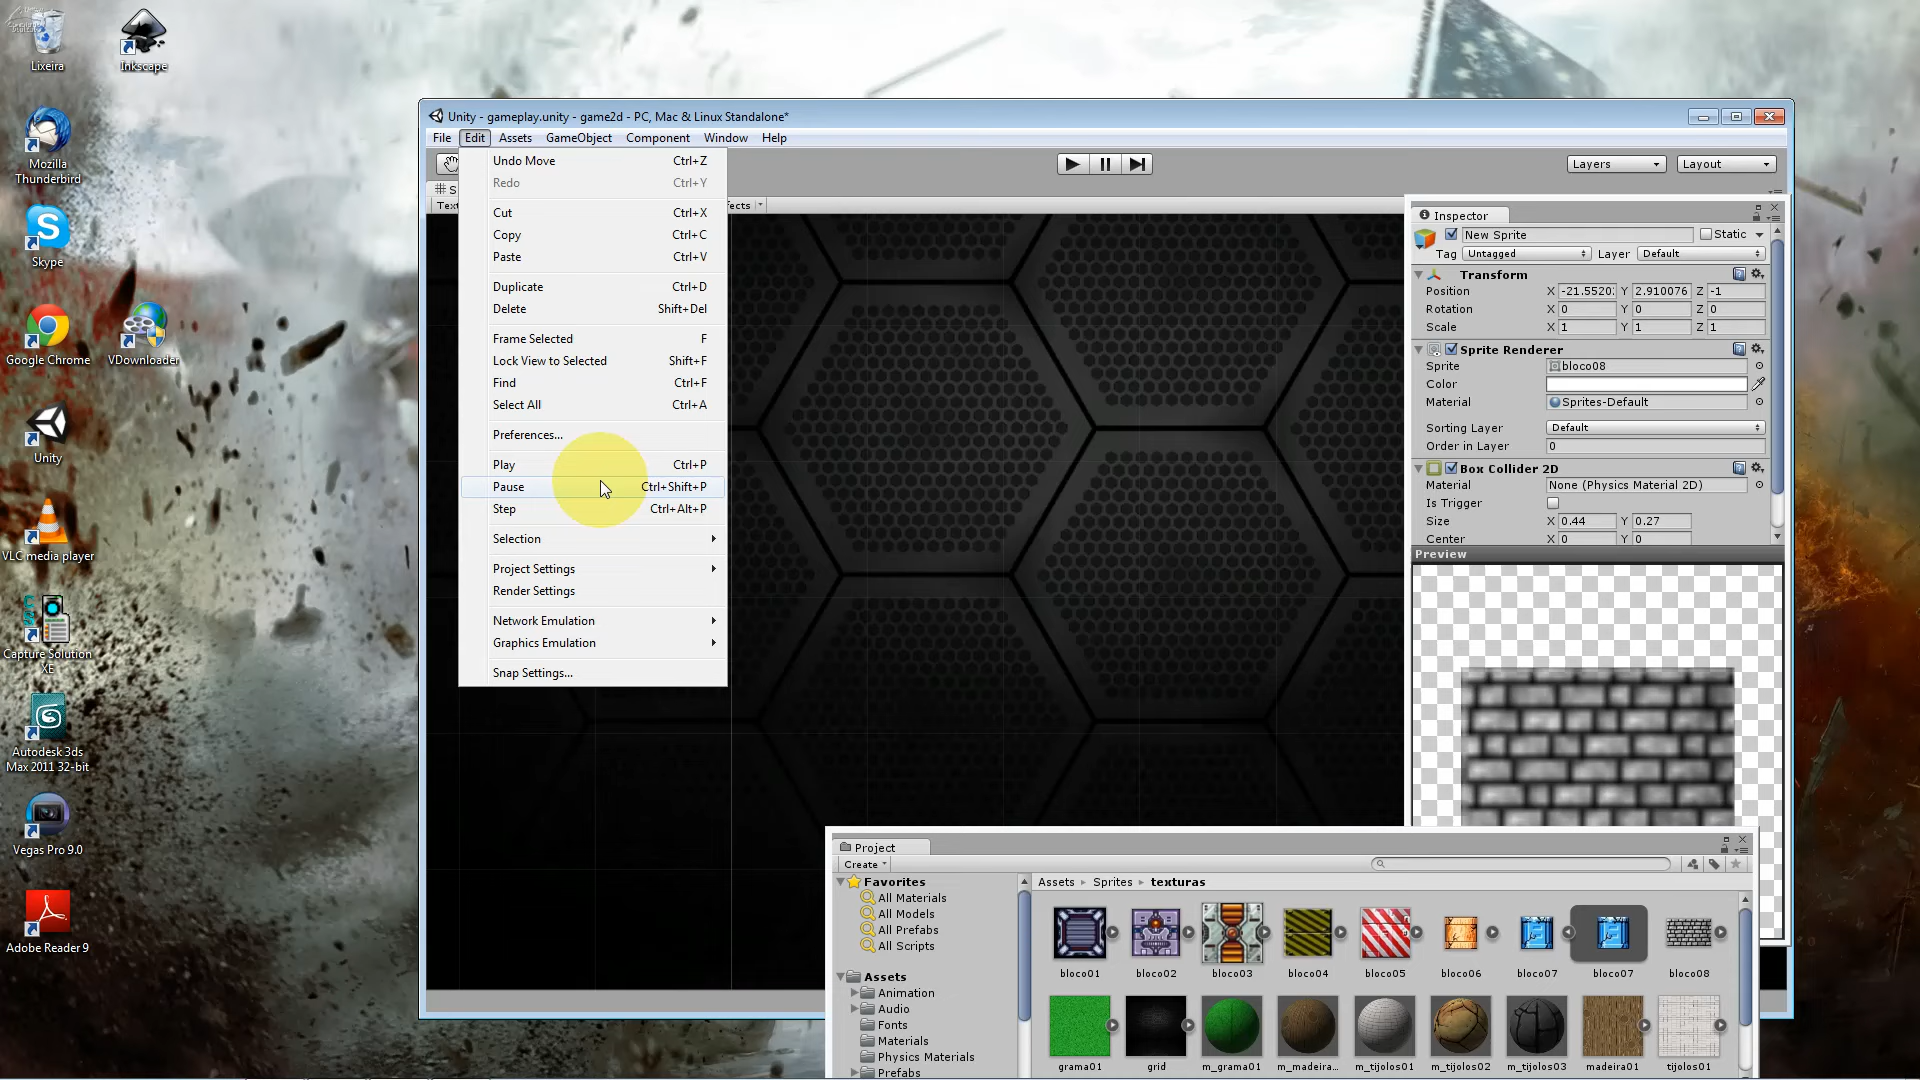 Lixeira
Inkscape
Mozilla
Thunderbird
Skype
Google Chrome
VDownloader
Unity
VLC media player
Capture Solution
XE
Autodesk 3ds
Max 2011 32-bit
Vegas Pro 9.0
Adobe Reader 9
Unity - gameplay.unity - game2d - PC, Mac & Linux Standalone*
File Edit Assets GameObject Component Window Help
Undo Move Ctrl+Z
Redo Ctrl+Y
Cut Ctrl+X
Copy Ctrl+C
Paste Ctrl+V
Duplicate Ctrl+D
Delete Shift+Del
Frame Selected F
Lock View to Selected Shift+F
Find Ctrl+F
Select All Ctrl+A
Preferences...
Play Ctrl+P
Pause Ctrl+Shift+P
Step Ctrl+Alt+P
Selection
Project Settings
Render Settings
Network Emulation
Graphics Emulation
Snap Settings...
S
Text
fects
Layers Layout
Inspector
New Sprite Static
Tag Untagged Layer Default
Transform
Position X -21.5520 Y 2.910076 Z -1
Rotation X 0 Y 0 Z 0
Scale X 1 Y 1 Z 1
Sprite Renderer
Sprite bloco08
Color
Material Sprites-Default
Sorting Layer Default
Order in Layer 0
Box Collider 2D
Material None (Physics Material 2D)
Is Trigger
Size X 0.44 Y 0.27
Center X 0 Y 0
Preview
Project
Create
Favorites
All Materials
All Models
All Prefabs
All Scripts
Assets
Animation
Audio
Fonts
Materials
Physics Materials
Prefabs
Assets Sprites texturas
bloco01 bloco02 bloco03 bloco04 bloco05 bloco06 bloco07 bloco07 bloco08
grama01 grid m_grama01 m_madeira... m_tijolos01 m_tijolos02 m_tijolos03 madeira01 tijolos01